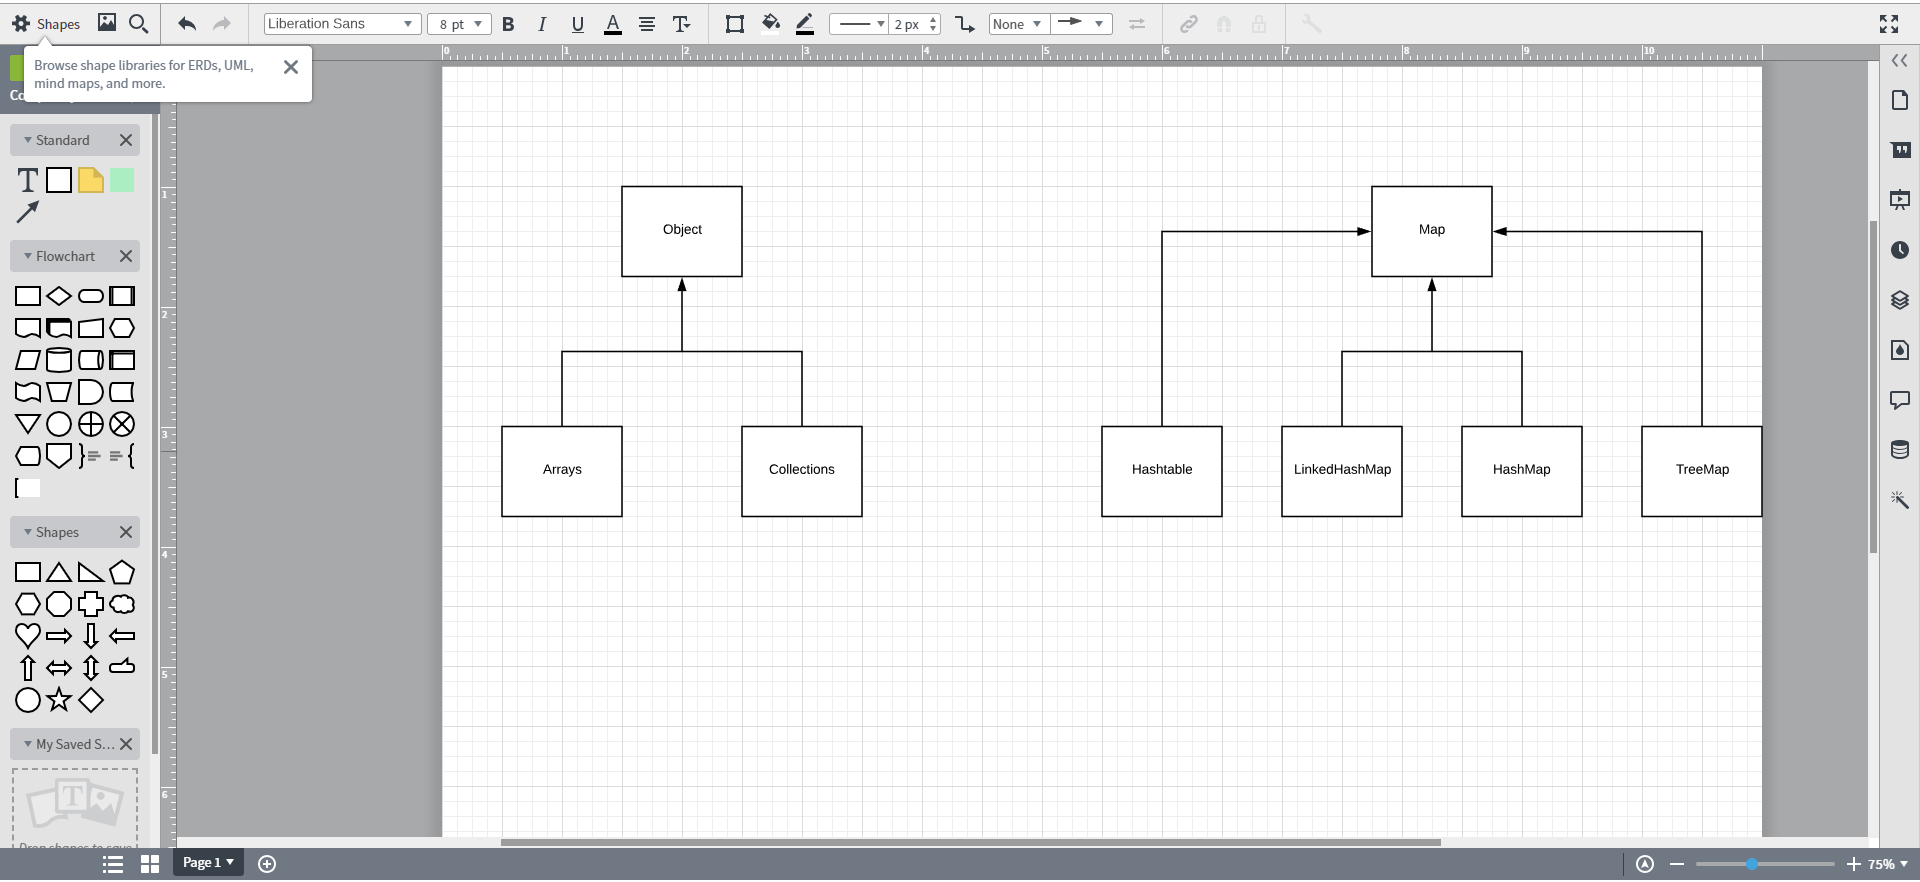 Shapes
Liberation Sans
8 pt
B
I
U
A
T
2 px
None
Browse shape libraries for ERDs, UML,
mind maps, and more.
Co
0 1 2 3 4 5 6 7 8 9 10
Standard
T
Flowchart
Shapes
My Saved S...
T
Drop shapes to save
1
2
3
4
5
6
Object
Map
Arrays
Collections
Hashtable
LinkedHashMap
HashMap
TreeMap
Page 1
75%